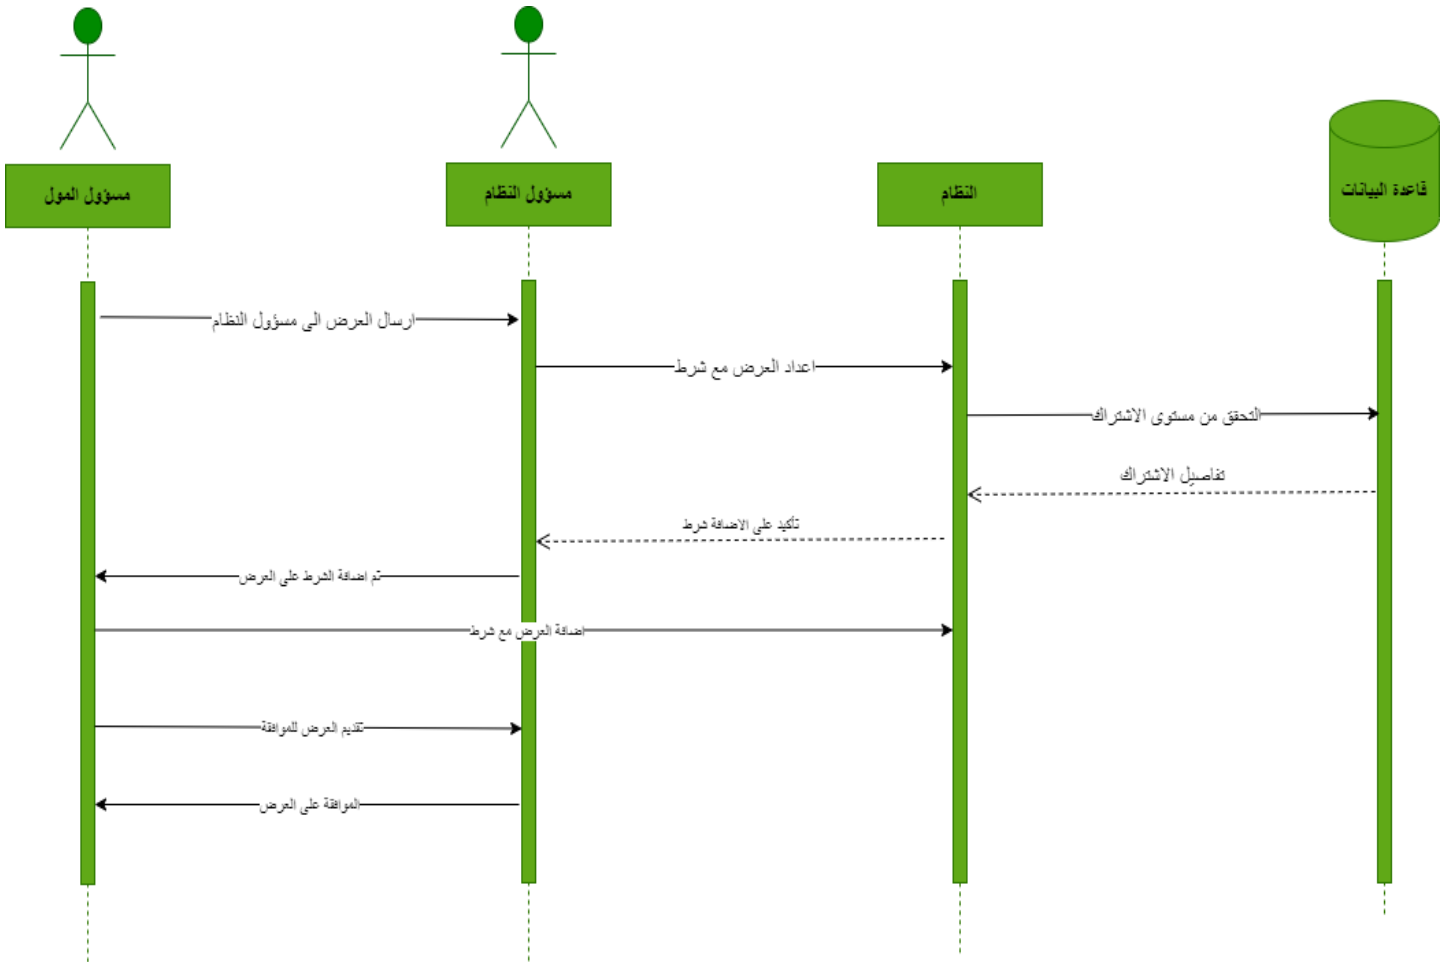 مسؤول المول
مسؤول النظام
النظام
قاعدة البيانات
ارسال العرض الى مسؤول النظام
اعداد العرض مع شرط
التحقق من مستوى الاشتراك
تفاصيل الاشتراك
تأكيد على الاضافة شرط
تم اضافة الشرط على العرض
اضافة العرض مع شرط
تقديم العرض للموافقة
الموافقة على العرض